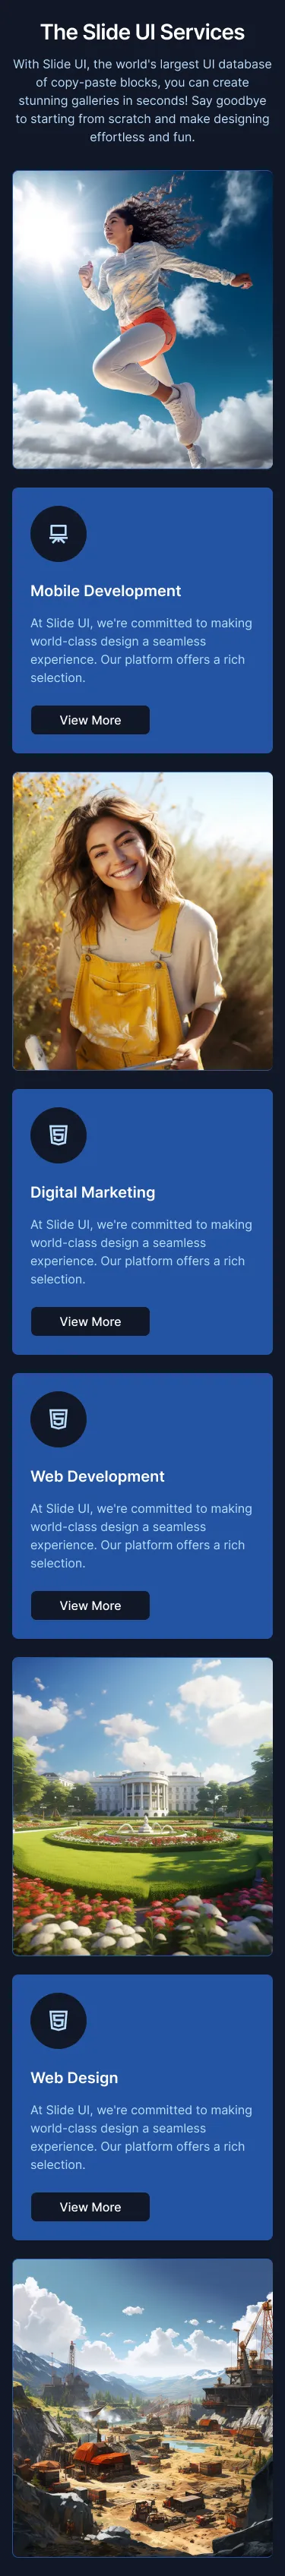 The Slide UI Services
With Slide UI, the world's largest UI database
of copy-paste blocks, you can create
stunning galleries in seconds! Say goodbye
to starting from scratch and make designing
effortless and fun.
Mobile Development
At Slide UI, we're committed to making
world-class design a seamless
experience. Our platform offers a rich
selection.
View More
Digital Marketing
At Slide UI, we're committed to making
world-class design a seamless
experience. Our platform offers a rich
selection.
View More
Web Development
At Slide UI, we're committed to making
world-class design a seamless
experience. Our platform offers a rich
selection.
View More
Web Design
At Slide UI, we're committed to making
world-class design a seamless
experience. Our platform offers a rich
selection.
View More